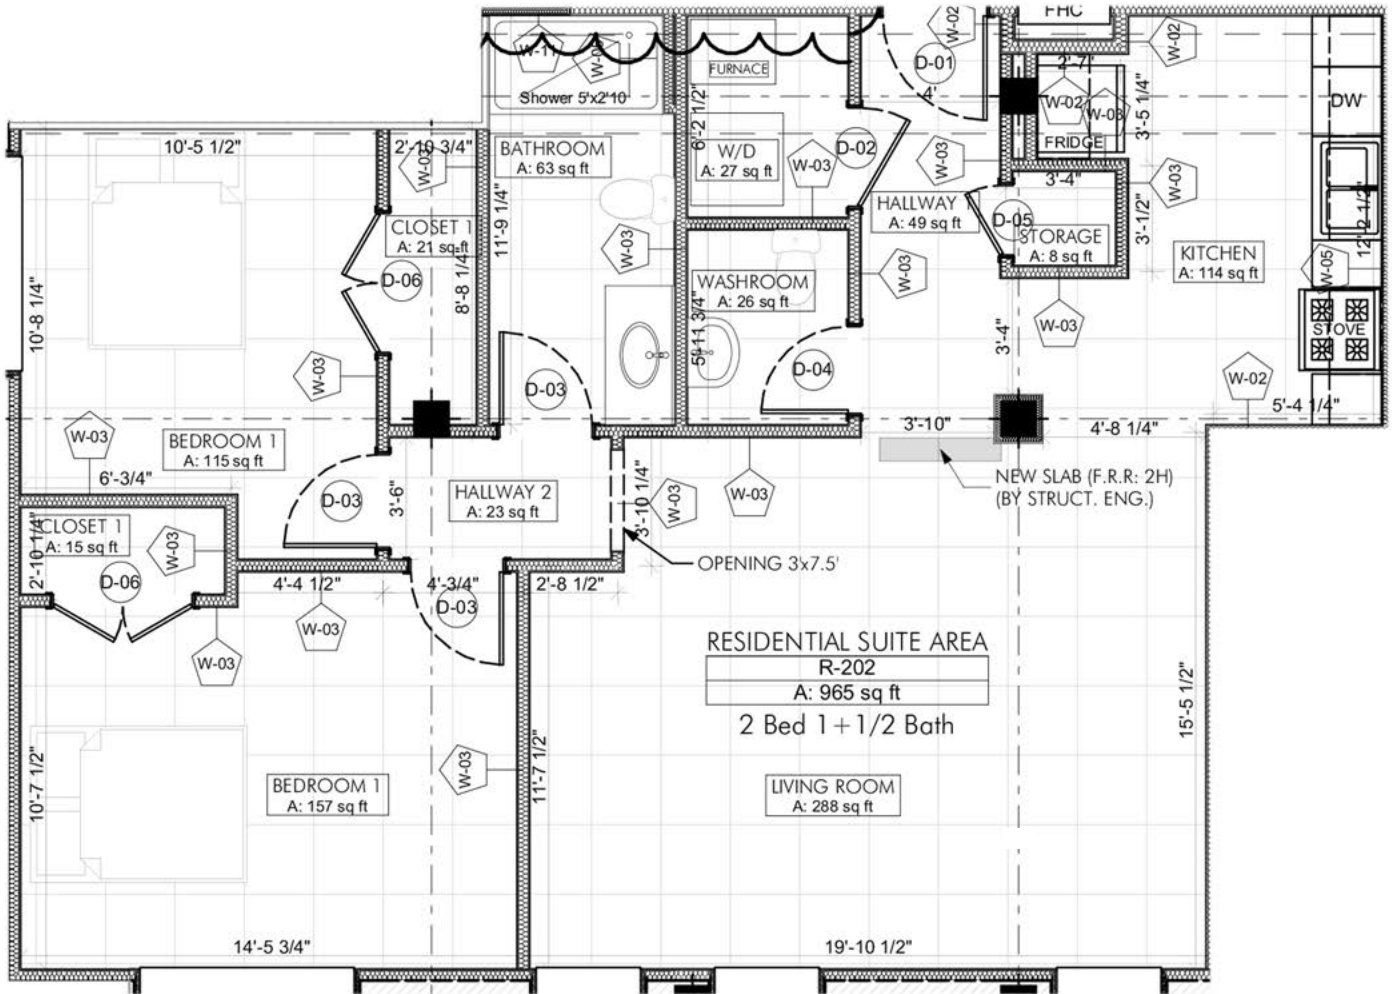 FHC
W-11
W-02
W-02
FURNACE
D-01
4'
2'-7"
W-02
W-03
3'-5 1/4"
DW
Shower 5'x2'10
6'-2 1/2"
FRIDGE
10'-5 1/2"
2'-10 3/4"
BATHROOM
A: 63 sq ft
W/D
A: 27 sq ft
W-03
D-02
W-03
3'-4"
W-03
CLOSET 1
A: 21 sq ft
11'-9 1/4"
HALLWAY 1
A: 49 sq ft
D-05
STORAGE
A: 8 sq ft
3'-1/2"
12'-2 1/2"
KITCHEN
A: 114 sq ft
W-03
W-03
W-05
D-06
8'-8 1/4"
WASHROOM
A: 26 sq ft
5'-11 3/4"
10'-8 1/4"
3'-4"
W-03
STOVE
W-03
D-03
D-04
W-02
5'-4 1/4"
W-03
BEDROOM 1
A: 115 sq ft
3'-10"
4'-8 1/4"
6'-3/4"
D-03
3'-6"
HALLWAY 2
A: 23 sq ft
3'-10 1/4"
W-03
W-03
NEW SLAB (F.R.R: 2H)
(BY STRUCT. ENG.)
CLOSET 1
A: 15 sq ft
2'-10 1/4"
W-03
D-06
OPENING 3x7.5'
4'-4 1/2"
4'-3/4"
2'-8 1/2"
D-03
W-03
W-03
RESIDENTIAL SUITE AREA
R-202
A: 965 sq ft
2 Bed 1+1/2 Bath
15'-5 1/2"
10'-7 1/2"
W-03
11'-7 1/2"
BEDROOM 1
A: 157 sq ft
LIVING ROOM
A: 288 sq ft
14'-5 3/4"
19'-10 1/2"